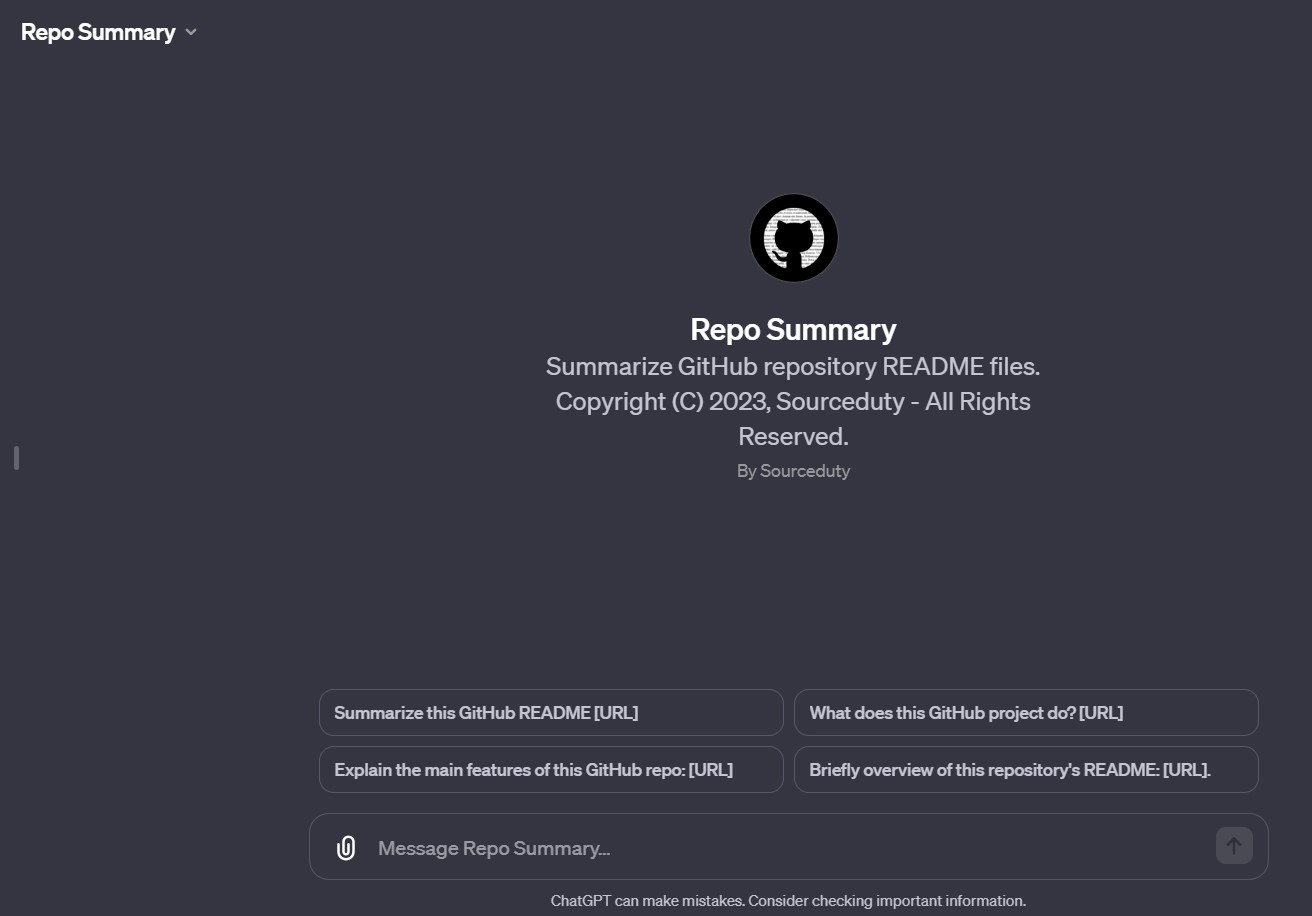 Repo Summary
Repo Summary
Summarize GitHub repository README files.
Copyright (C) 2023, Sourceduty - All Rights
Reserved.
By Sourceduty
Summarize this GitHub README [URL]
What does this GitHub project do? [URL]
Explain the main features of this GitHub repo: [URL]
Briefly overview of this repository's README: [URL].
Message Repo Summary...
ChatGPT can make mistakes. Consider checking important information.